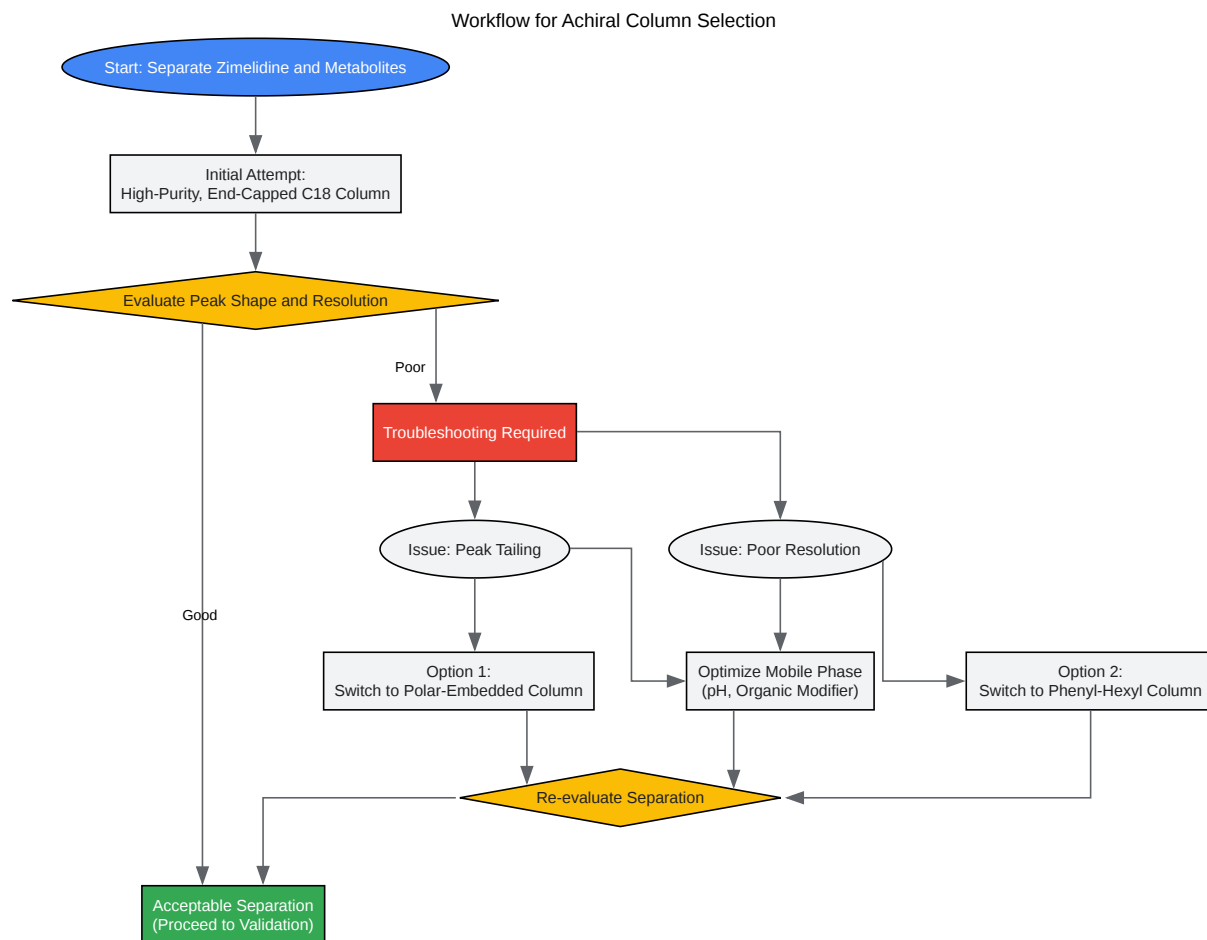 Workflow for Achiral Column Selection
Start: Separate Zimelidine and Metabolites
Initial Attempt:
High-Purity, End-Capped C18 Column
Evaluate Peak Shape and Resolution
Poor
Troubleshooting Required
Issue: Peak Tailing
Issue: Poor Resolution
Good
Option 1:
Switch to Polar-Embedded Column
Optimize Mobile Phase
(pH, Organic Modifier)
Option 2:
Switch to Phenyl-Hexyl Column
Re-evaluate Separation
Acceptable Separation
(Proceed to Validation)